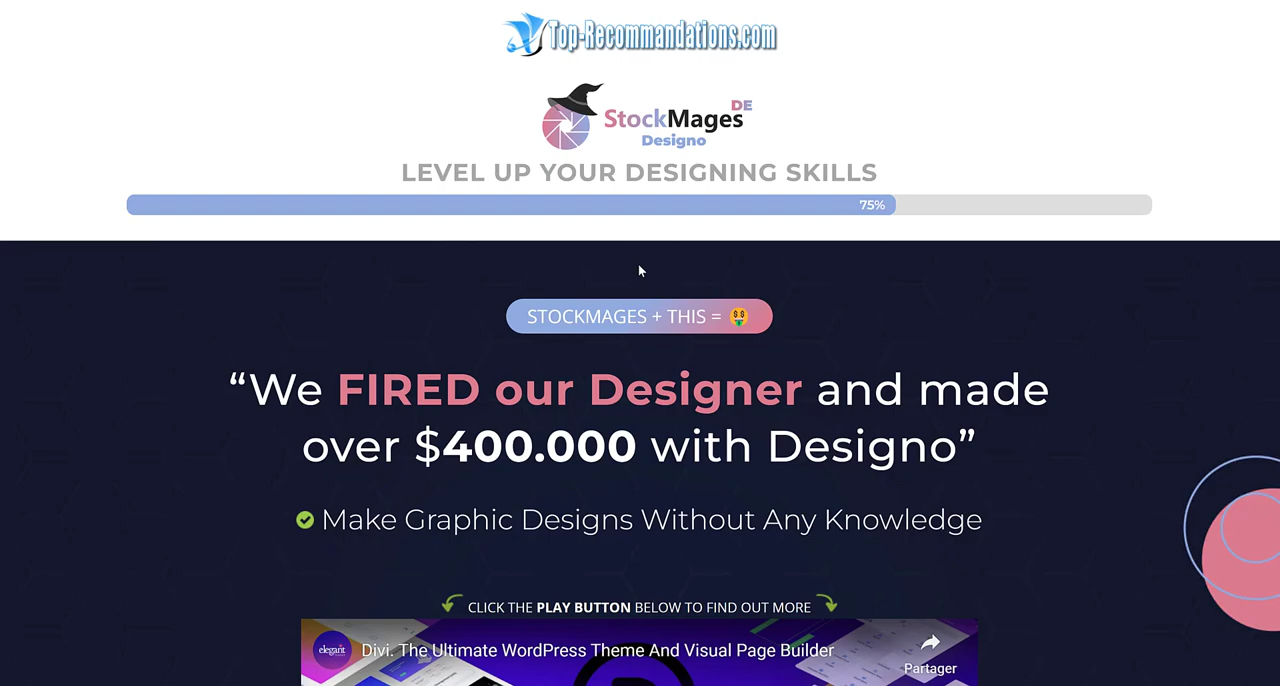 Top-Recommandations.com
StockMages DE
Designo
LEVEL UP YOUR DESIGNING SKILLS
75%
STOCKMAGES + THIS = 🤑
“We FIRED our Designer and made
over $400.000 with Designo”
Make Graphic Designs Without Any Knowledge
CLICK THE PLAY BUTTON BELOW TO FIND OUT MORE
elegant
Divi. The Ultimate WordPress Theme And Visual Page Builder
Partager